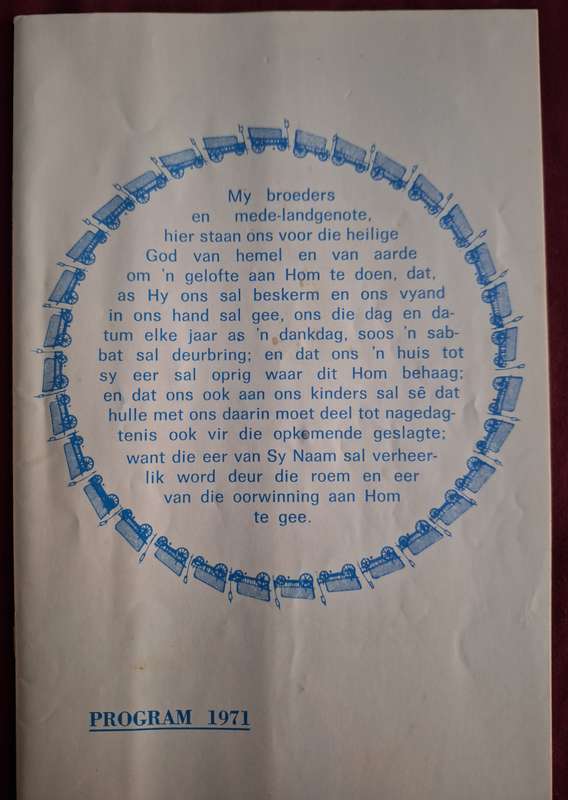 My broeders
en mede-landgenote,
hier staan ons voor die heilige
God van hemel en van aarde
om 'n gelofte aan Hom te doen, dat,
as Hy ons sal beskerm en ons vyand
in ons hand sal gee, ons die dag en da-
tum elke jaar as 'n dankdag, soos 'n sab-
bat sal deurbring; en dat ons 'n huis tot
sy eer sal oprig waar dit Hom behaag;
en dat ons ook aan ons kinders sal sê dat
hulle met ons daarin moet deel tot nagedag-
tenis ook vir die opkomende geslagte;
want die eer van Sy Naam sal verheer-
lik word deur die roem en eer
van die oorwinning aan Hom
te gee.
PROGRAM 1971